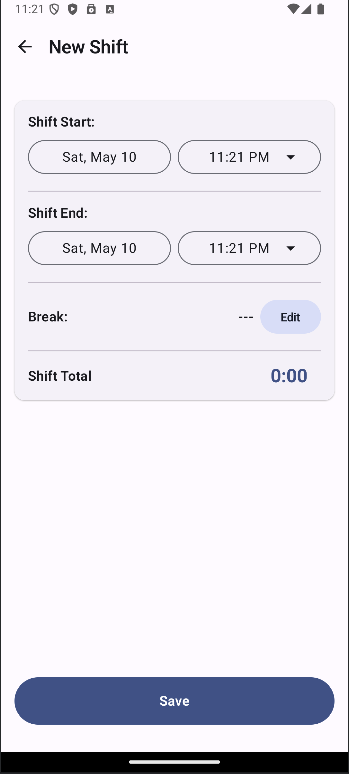 11:21
New Shift
Shift Start:
Sat, May 10 11:21 PM
Shift End:
Sat, May 10 11:21 PM
Break: --- Edit
Shift Total 0:00
Save